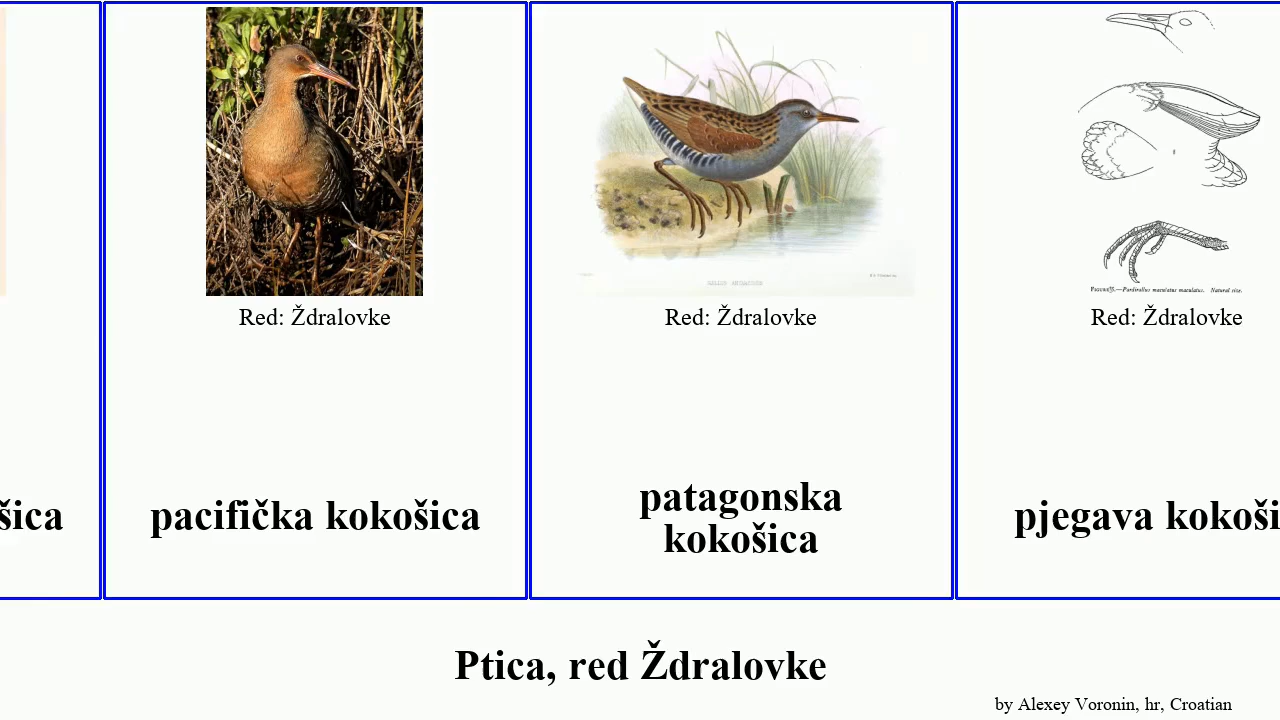 Red: Ždralovke
Red: Ždralovke
Red: Ždralovke
šica
pacifička kokošica
patagonska
kokošica
pjegava kokoši
Ptica, red Ždralovke
by Alexey Voronin, hr, Croatian